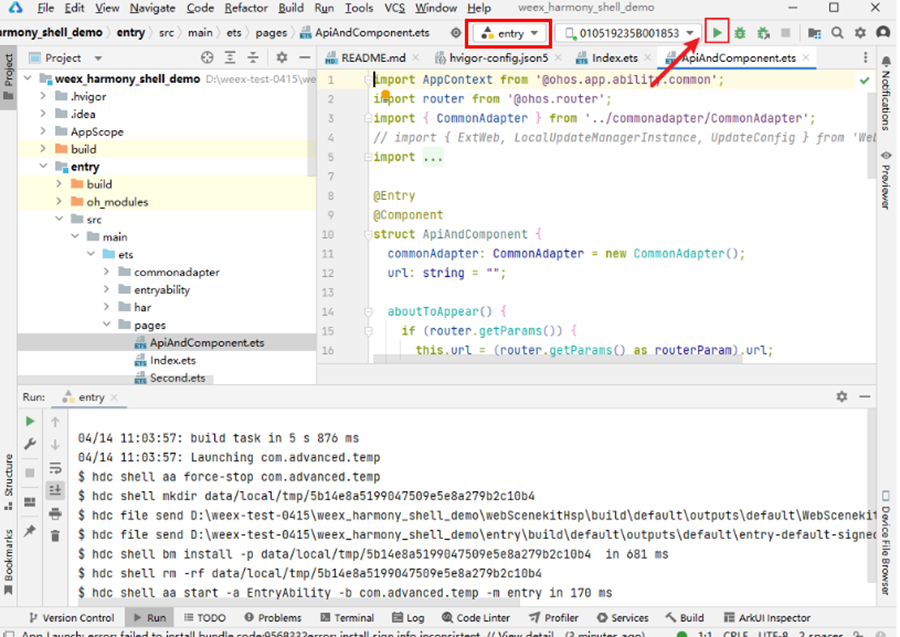 File Edit View Navigate Code Refactor Build Run Tools VCS Window Help weex_harmony_shell_demo
harmony_shell_demo entry src main ets pages ApiAndComponent.ets entry 010519235B001853
Project README.md hvigor-config.json5 Index.ets ApiAndComponent.ets
Project
Notifications
Previewer
weex_harmony_shell_demo D:\weex-test-0415\we
.hvigor
.idea
AppScope
build
entry
build
oh_modules
src
main
ets
commonadapter
entryability
har
pages
ApiAndComponent.ets
Index.ets
Second.ets
1 import AppContext from '@ohos.app.ability.common';
2 import router from '@ohos.router';
3 import { CommonAdapter } from '../commonadapter/CommonAdapter';
4 // import { ExtWeb, LocalUpdateManagerInstance, UpdateConfig } from 'Web
5 import ...
7
8 @Entry
9 @Component
10 struct ApiAndComponent {
11 commonAdapter: CommonAdapter = new CommonAdapter();
12 url: string = "";
13
14 aboutToAppear() {
15 if (router.getParams()) {
16 this.url = (router.getParams() as routerParam).url;
Run: entry
04/14 11:03:57: build task in 5 s 876 ms
04/14 11:03:57: Launching com.advanced.temp
$ hdc shell aa force-stop com.advanced.temp
$ hdc shell mkdir data/local/tmp/5b14e8a5199047509e5e8a279b2c10b4
$ hdc file send D:\weex-test-0415\weex_harmony_shell_demo\webScenekitHsp\build\default\outputs\default\WebScenekit
$ hdc file send D:\weex-test-0415\weex_harmony_shell_demo\entry\build\default\outputs\default\entry-default-signed
$ hdc shell bm install -p data/local/tmp/5b14e8a5199047509e5e8a279b2c10b4 in 681 ms
$ hdc shell rm -rf data/local/tmp/5b14e8a5199047509e5e8a279b2c10b4
$ hdc shell aa start -a EntryAbility -b com.advanced.temp -m entry in 170 ms
Structure
Bookmarks
Device File Browser
Version Control Run TODO Problems Terminal Log Code Linter Profiler Services Build ArkUI Inspector
App Launch: error: failed to install bundle.code:9568332error: install sign info inconsistent. // View detail (3 minutes ago) 1:1 CRLF UTF-8 2 spaces